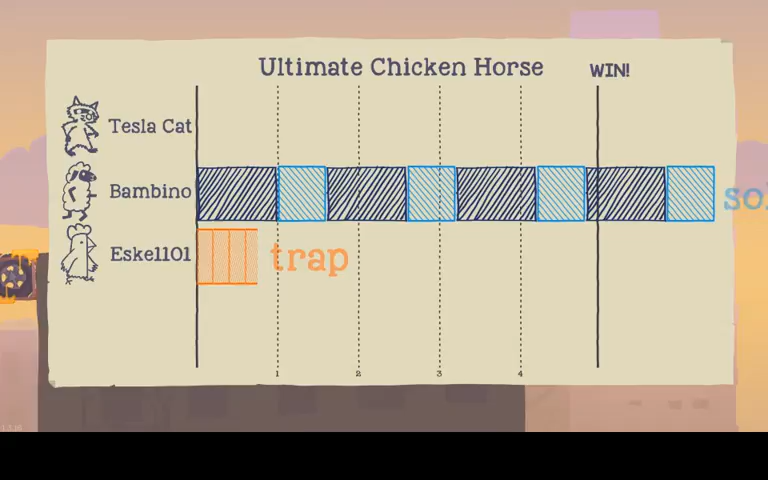 Ultimate Chicken Horse
WIN!
Tesla Cat
Bambino
Eskel101
trap
1 2 3 4